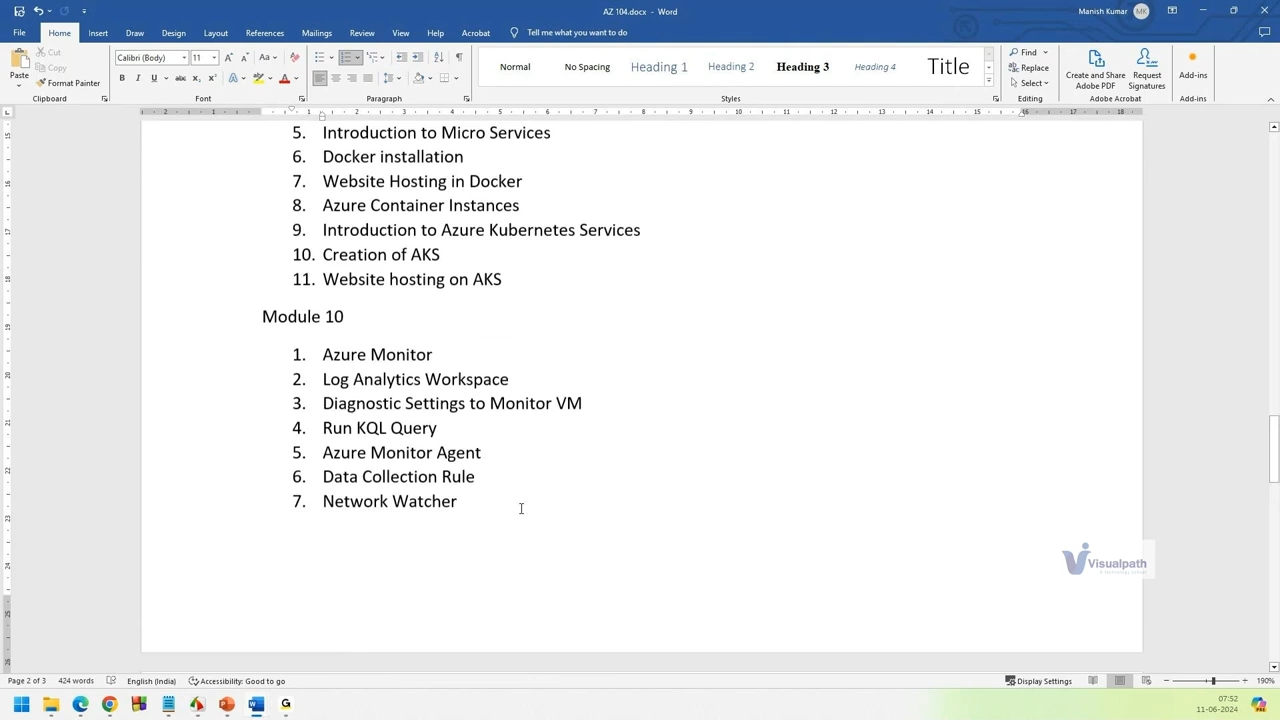 AZ 104.docx - Word
Manish Kumar MK
File Home Insert Draw Design Layout References Mailings Review View Help Acrobat Tell me what you want to do
Paste
Cut
Copy
Format Painter
Clipboard
Calibri (Body) 11
Font
Paragraph
Normal No Spacing Heading 1 Heading 2 Heading 3 Heading 4 Title
Styles
Find
Replace
Select
Editing
Create and Share Adobe PDF
Request Signatures
Adobe Acrobat
Add-ins
Add-ins
5. Introduction to Micro Services
6. Docker installation
7. Website Hosting in Docker
8. Azure Container Instances
9. Introduction to Azure Kubernetes Services
10. Creation of AKS
11. Website hosting on AKS
Module 10
1. Azure Monitor
2. Log Analytics Workspace
3. Diagnostic Settings to Monitor VM
4. Run KQL Query
5. Azure Monitor Agent
6. Data Collection Rule
7. Network Watcher
Visualpath
Page 2 of 3 424 words English (India) Accessibility: Good to go Display Settings 190%
07:52
11-06-2024